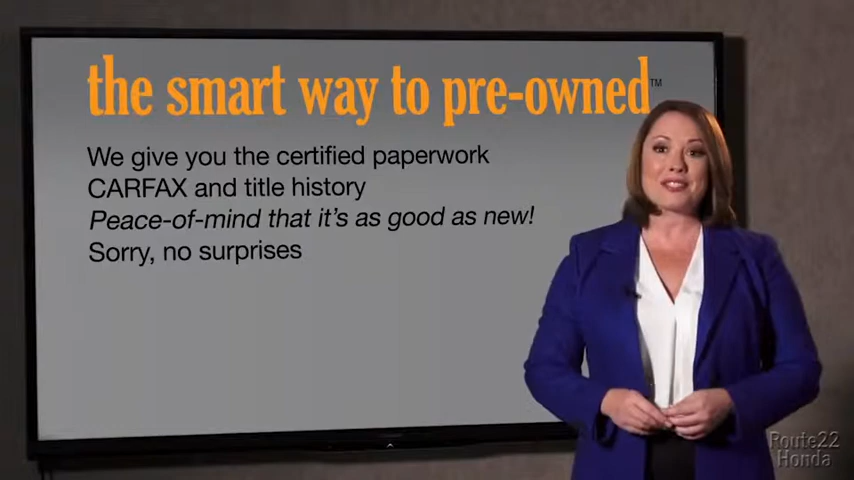 the smart way to pre-owned™
We give you the certified paperwork
CARFAX and title history
Peace-of-mind that it's as good as new!
Sorry, no surprises
Route22
Honda